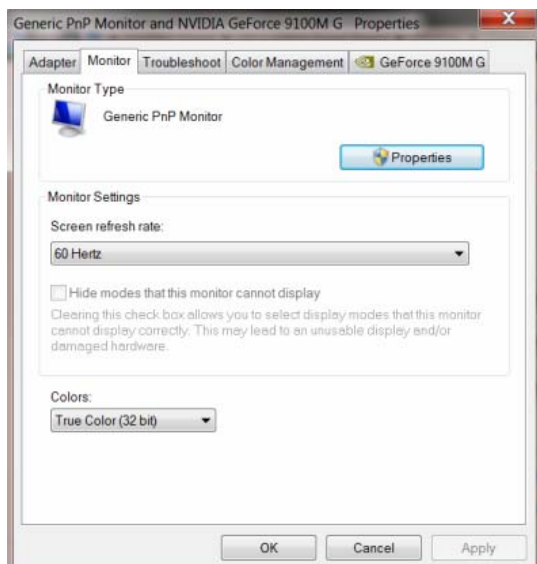 Generic PnP Monitor and NVIDIA GeForce 9100M G Properties
Adapter Monitor Troubleshoot Color Management GeForce 9100M G
Monitor Type
Generic PnP Monitor
Properties
Monitor Settings
Screen refresh rate:
60 Hertz
Hide modes that this monitor cannot display
Clearing this check box allows you to select display modes that this monitor
cannot display correctly. This may lead to an unusable display and/or
damaged hardware.
Colors:
True Color (32 bit)
OK Cancel Apply